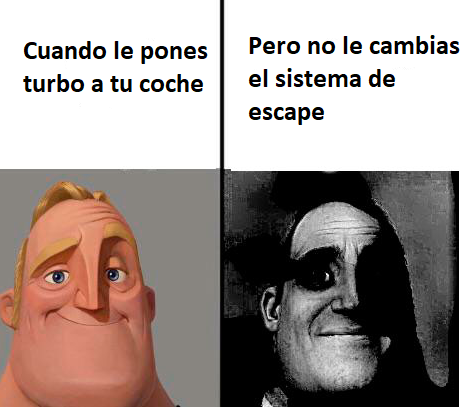 Cuando le pones
turbo a tu coche
Pero no le cambias
el sistema de
escape